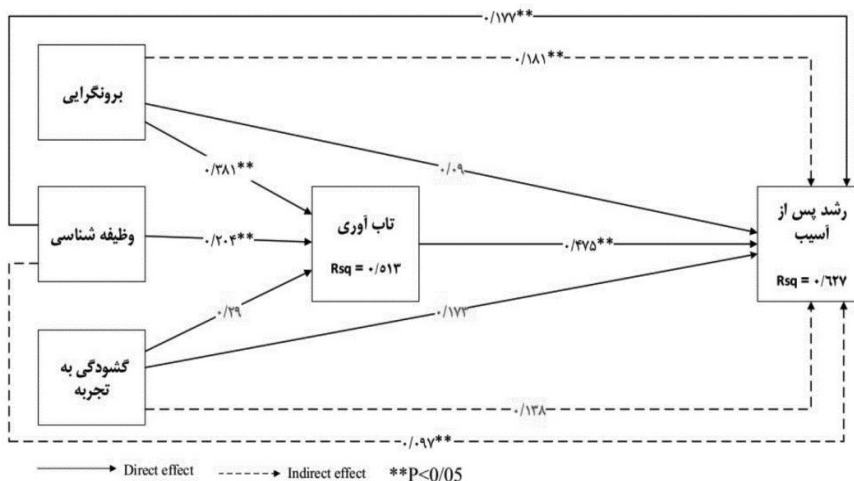 ۰/۱۷۷**
۰/۱۸۱**
برونگرایی
۰/۳۸۱**
۰/۰۹
وظیفه شناسی
۰/۲۰۴**
تاب آوری
Rsq = ۰/۵۱۳
۰/۴۷۵**
رشد پس از
آسیب
Rsq = ۰/٦۲۷
۰/۲۹
۰/۱۷۳
گشودگی به
تجربه
۰/۱۳۸
۰/۰۹۷**
Direct effect
Indirect effect
**P<0/05